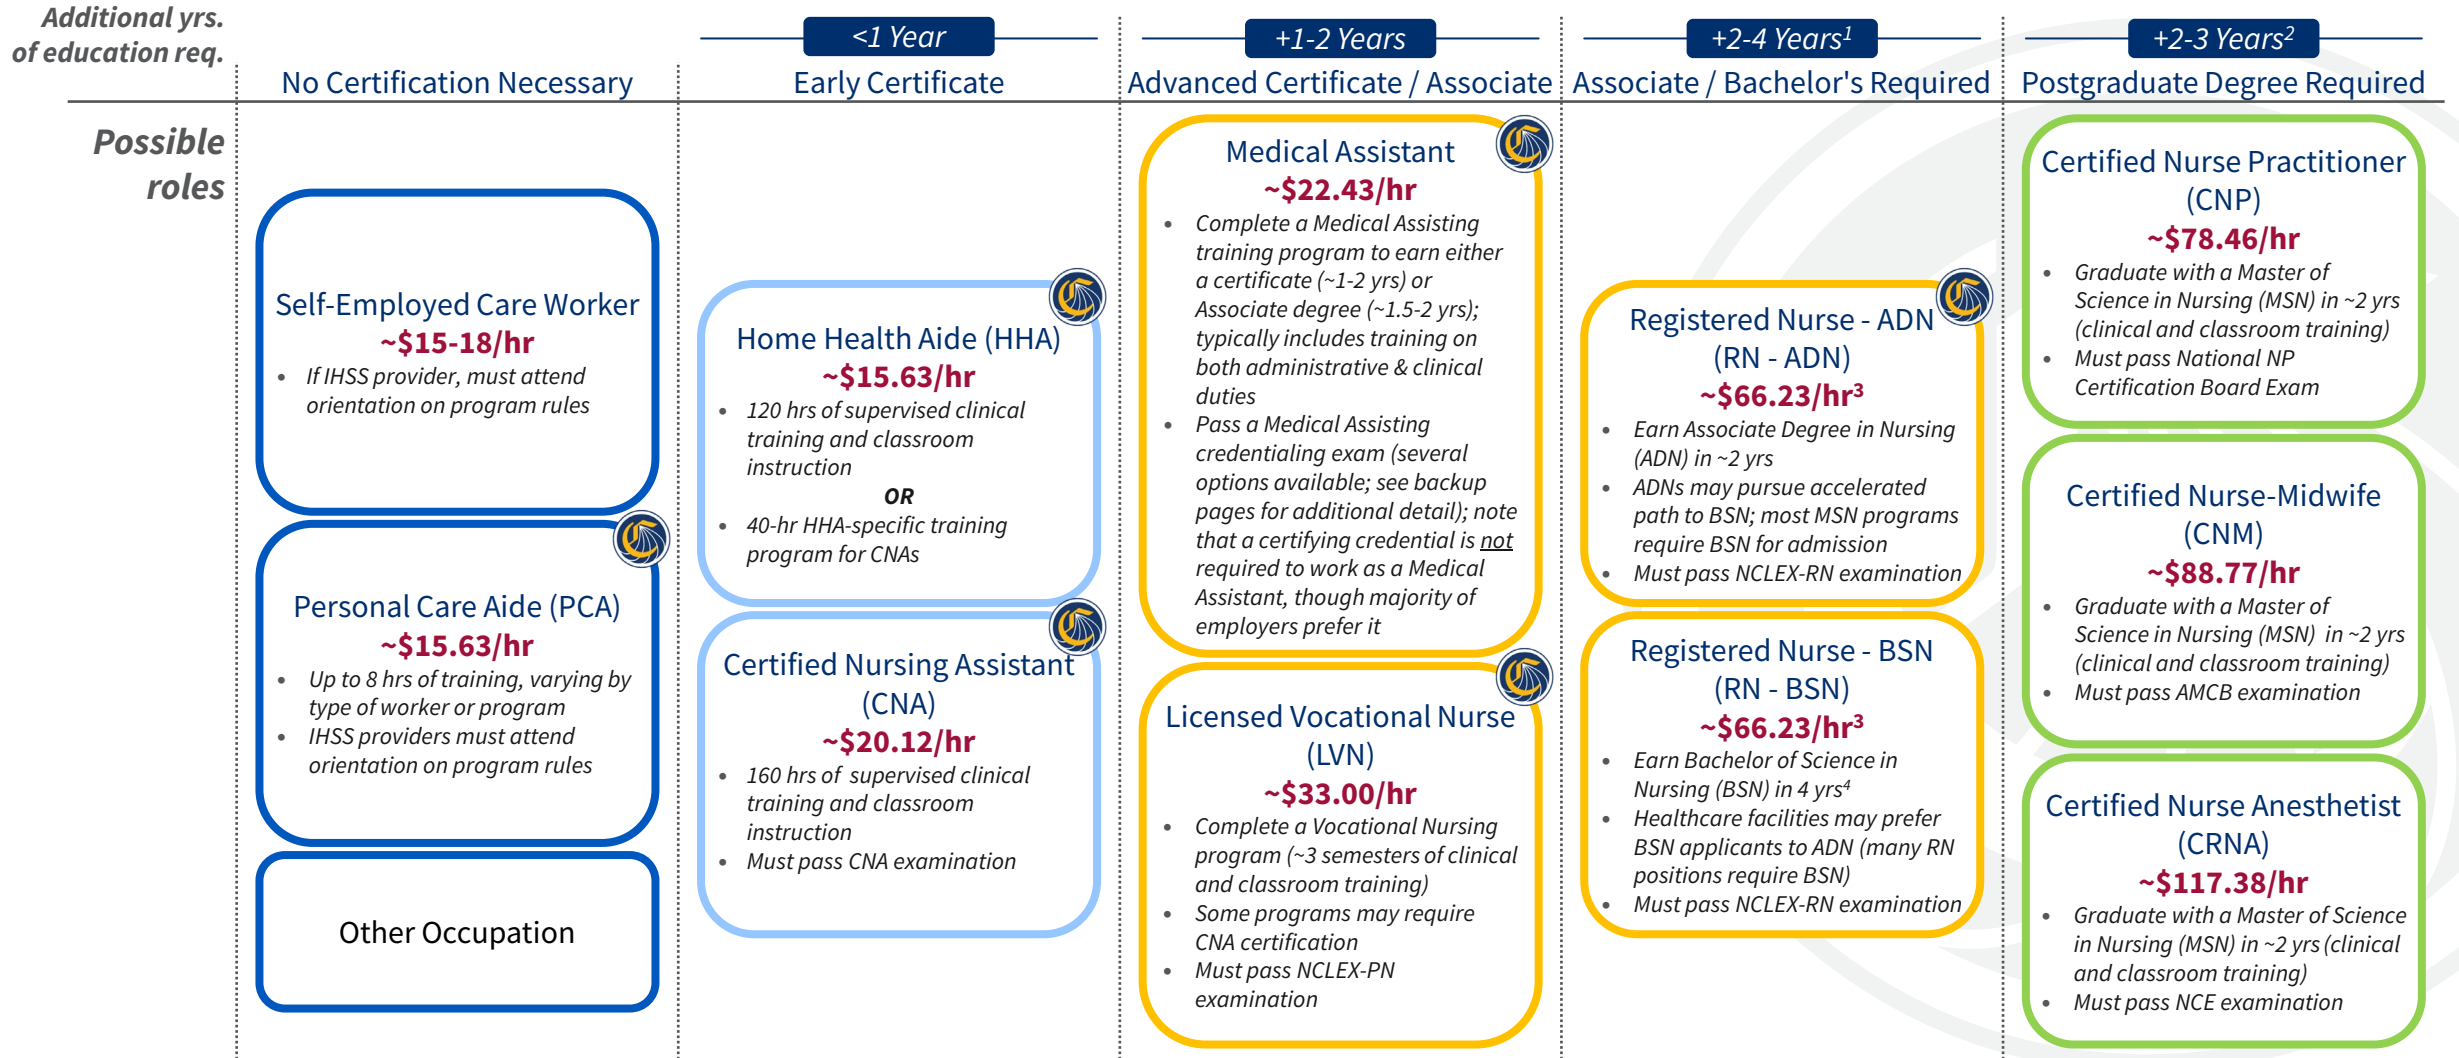 Additional yrs.
of education req.
<1 Year
+1-2 Years
+2-4 Years¹
+2-3 Years²
No Certification Necessary
Early Certificate
Advanced Certificate / Associate
Associate / Bachelor's Required
Postgraduate Degree Required
Possible
roles
Self-Employed Care Worker
~$15-18/hr
• If IHSS provider, must attend
orientation on program rules
Personal Care Aide (PCA)
~$15.63/hr
• Up to 8 hrs of training, varying by
type of worker or program
• IHSS providers must attend
orientation on program rules
Other Occupation
Home Health Aide (HHA)
~$15.63/hr
• 120 hrs of supervised clinical
training and classroom
instruction
OR
• 40-hr HHA-specific training
program for CNAs
Certified Nursing Assistant
(CNA)
~$20.12/hr
• 160 hrs of supervised clinical
training and classroom
instruction
• Must pass CNA examination
Medical Assistant
~$22.43/hr
• Complete a Medical Assisting
training program to earn either
a certificate (~1-2 yrs) or
Associate degree (~1.5-2 yrs);
typically includes training on
both administrative & clinical
duties
• Pass a Medical Assisting
credentialing exam (several
options available; see backup
pages for additional detail); note
that a certifying credential is not
required to work as a Medical
Assistant, though majority of
employers prefer it
Licensed Vocational Nurse
(LVN)
~$33.00/hr
• Complete a Vocational Nursing
program (~3 semesters of clinical
and classroom training)
• Some programs may require
CNA certification
• Must pass NCLEX-PN
examination
Registered Nurse - ADN
(RN - ADN)
~$66.23/hr³
• Earn Associate Degree in Nursing
(ADN) in ~2 yrs
• ADNs may pursue accelerated
path to BSN; most MSN programs
require BSN for admission
• Must pass NCLEX-RN examination
Registered Nurse - BSN
(RN - BSN)
~$66.23/hr³
• Earn Bachelor of Science in
Nursing (BSN) in 4 yrs⁴
• Healthcare facilities may prefer
BSN applicants to ADN (many RN
positions require BSN)
• Must pass NCLEX-RN examination
Certified Nurse Practitioner
(CNP)
~$78.46/hr
• Graduate with a Master of
Science in Nursing (MSN) in ~2 yrs
(clinical and classroom training)
• Must pass National NP
Certification Board Exam
Certified Nurse-Midwife
(CNM)
~$88.77/hr
• Graduate with a Master of
Science in Nursing (MSN) in ~2 yrs
(clinical and classroom training)
• Must pass AMCB examination
Certified Nurse Anesthetist
(CRNA)
~$117.38/hr
• Graduate with a Master of Science
in Nursing (MSN) in ~2 yrs (clinical
and classroom training)
• Must pass NCE examination